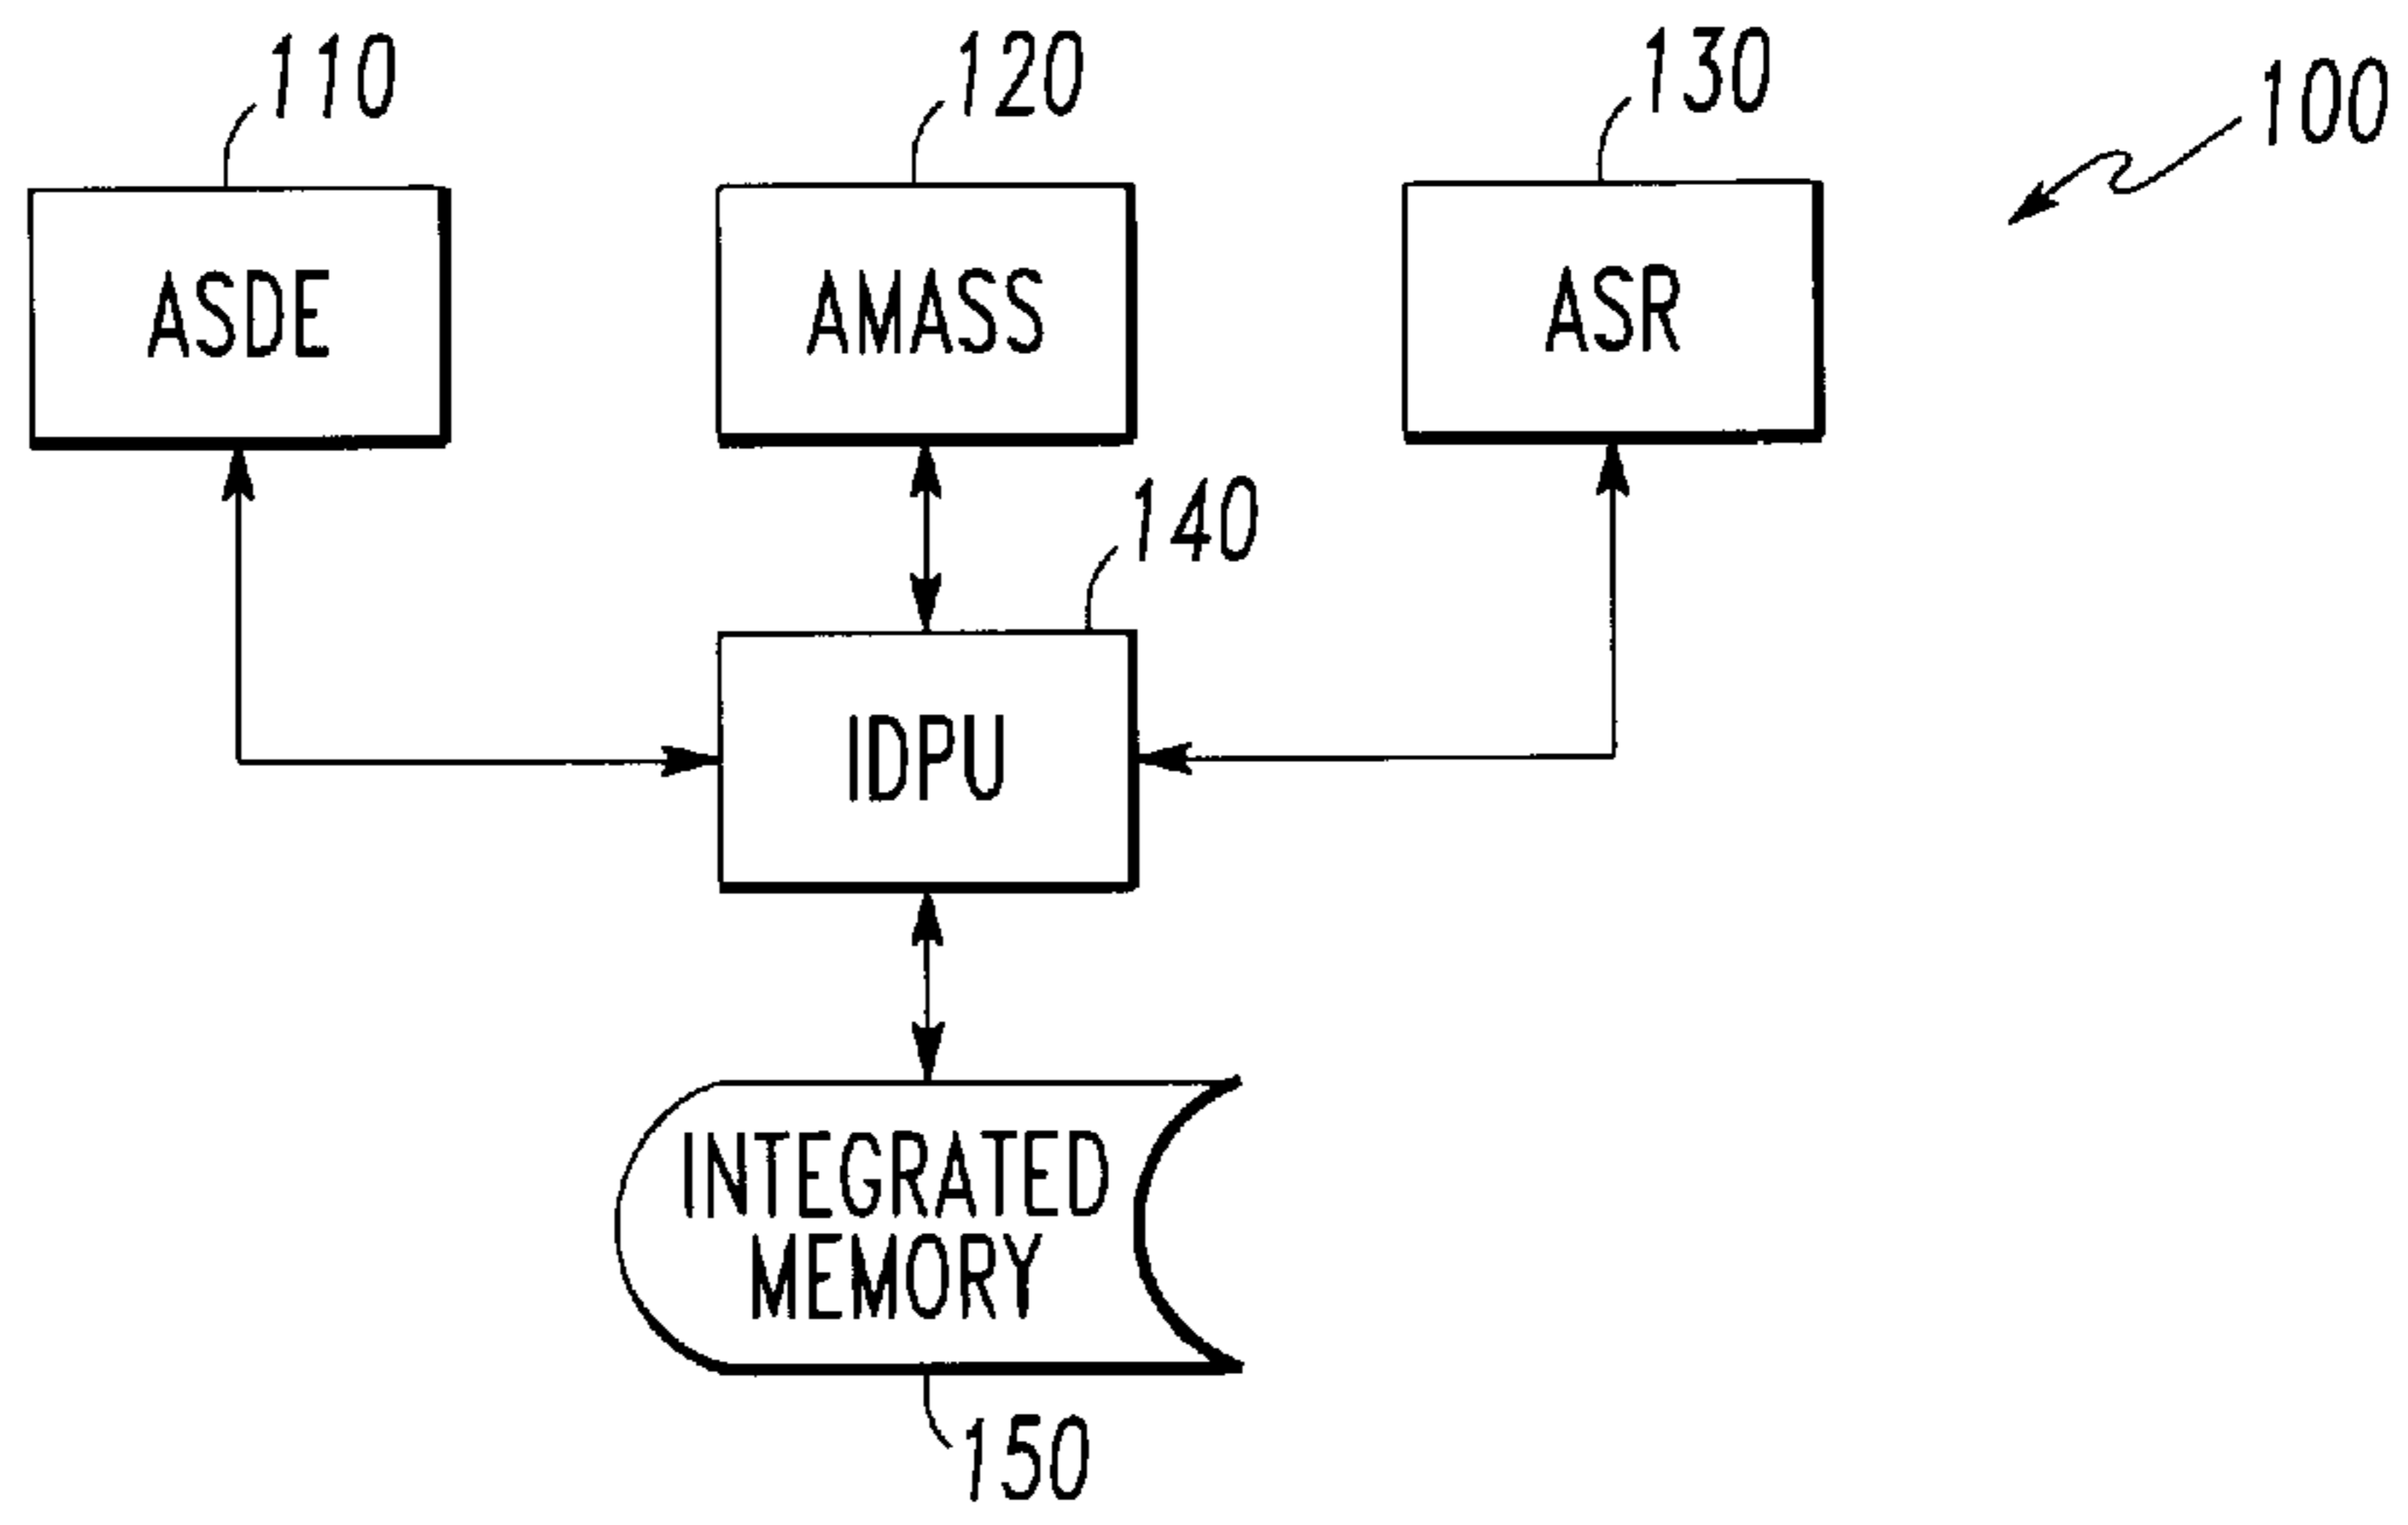 110
120
130
100
ASDE
AMASS
ASR
140
IDPU
INTEGRATED
MEMORY
150